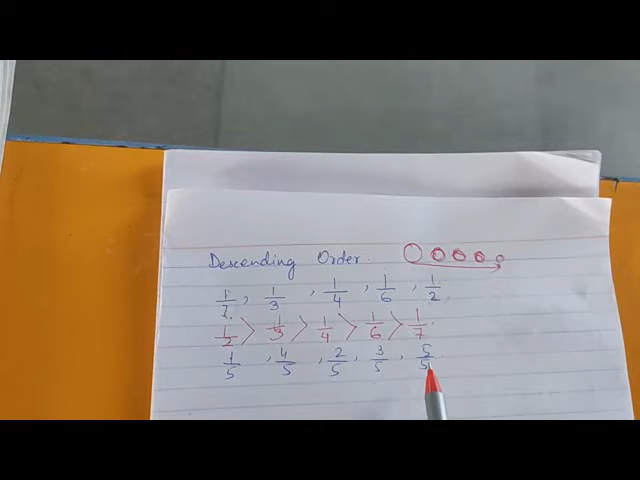 Descending Order.
1/7, 1/3, 1/4, 1/6, 1/2
1/2 > 1/3 > 1/4 > 1/6 > 1/7.
1/5, 4/5, 2/5, 3/5, 5/5.